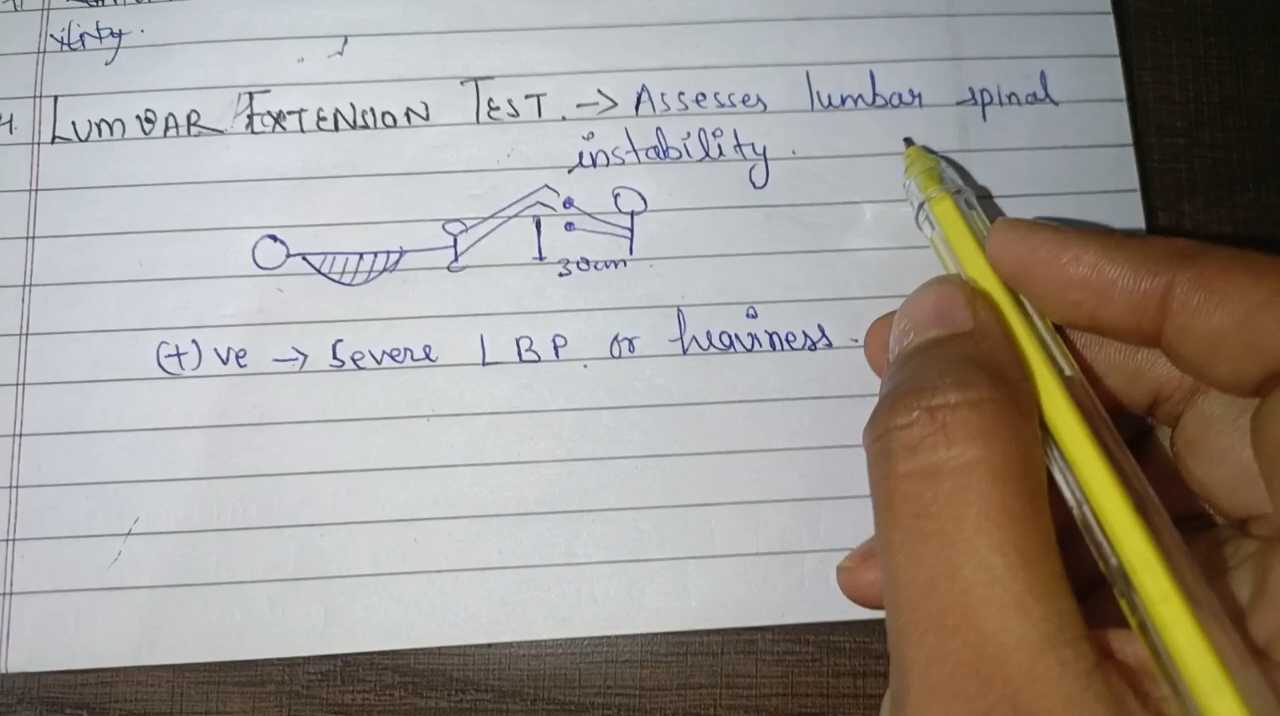 4. LUMBAR EXTENSION TEST. → Assesses lumbar spinal
instability.
30cm
(+)ve → Severe LBP or heaviness.